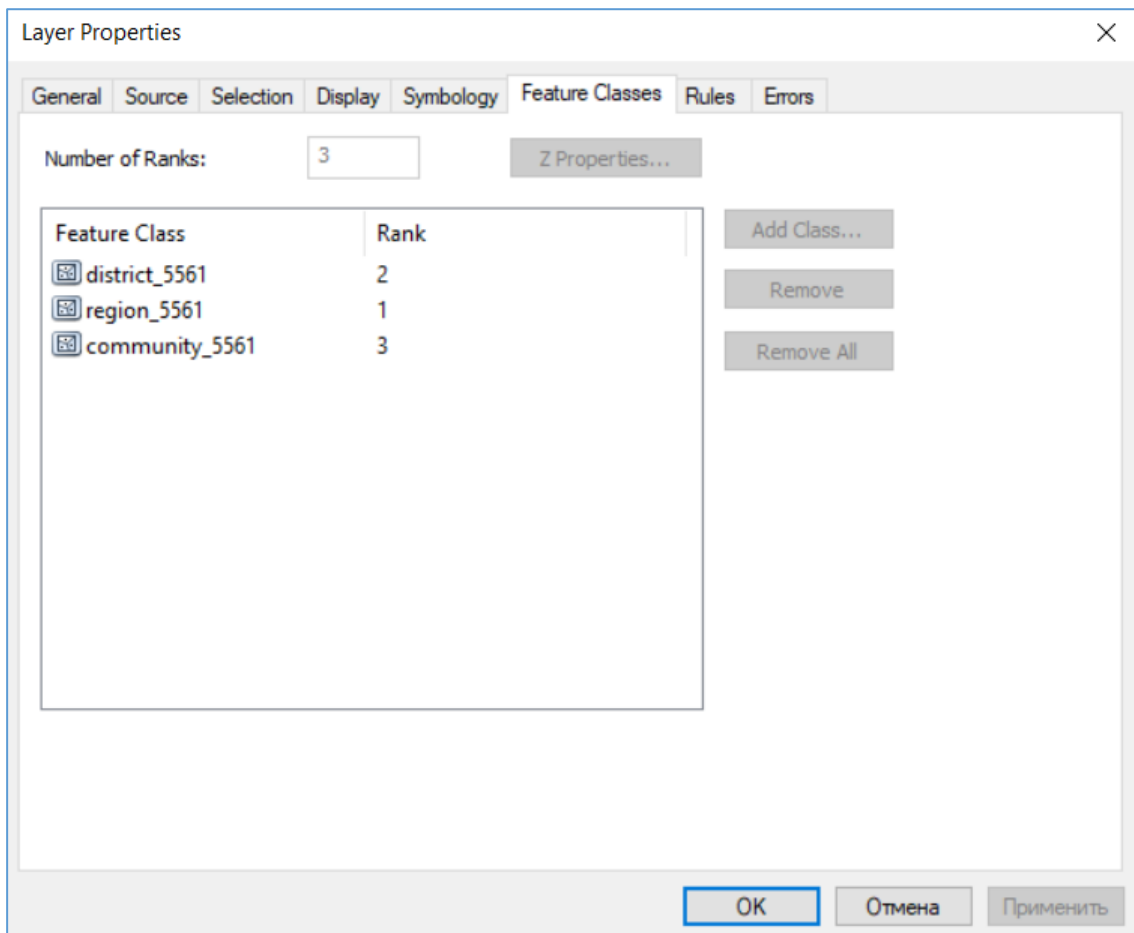 Layer Properties
General Source Selection Display Symbology Feature Classes Rules Errors
Number of Ranks: 3 Z Properties...
Feature Class Rank Add Class...
district_5561 2
region_5561 1 Remove
community_5561 3 Remove All
OK Отмена Применить